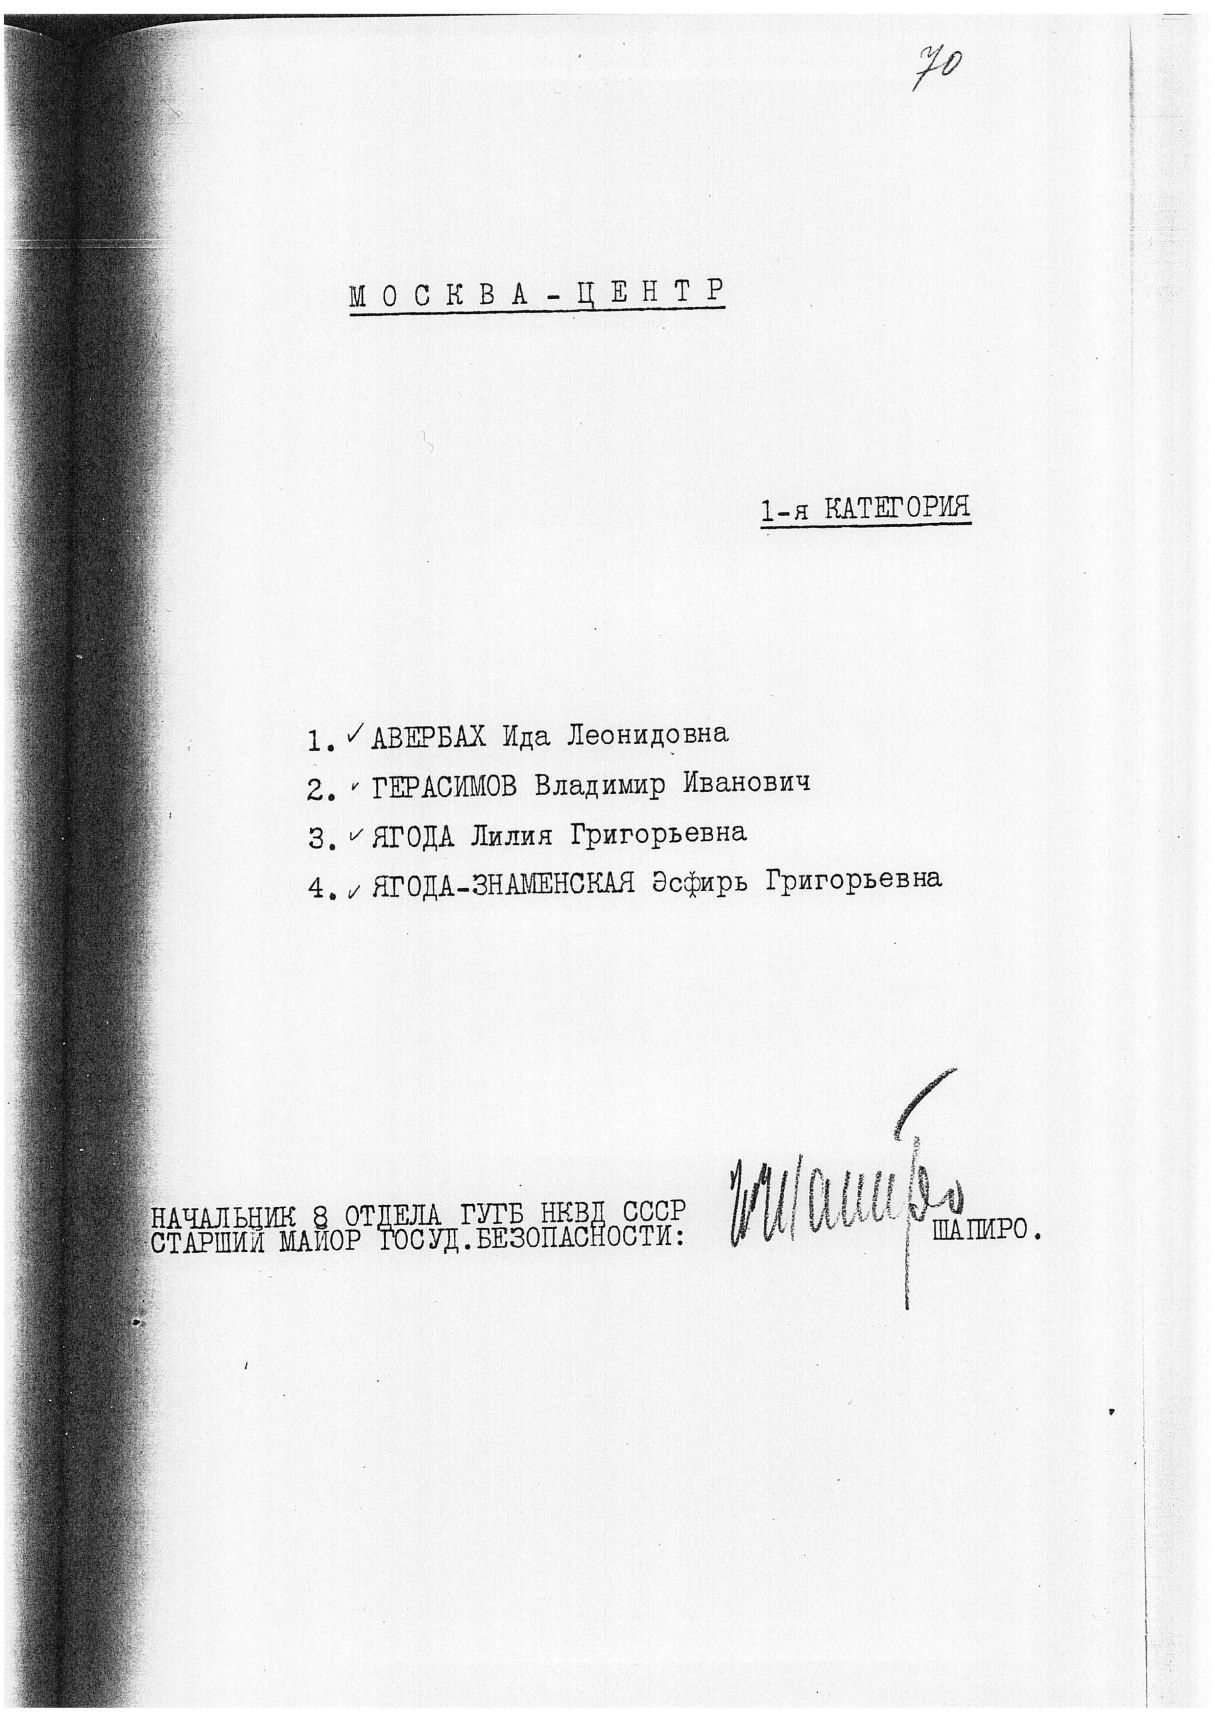 70
МОСКВА-ЦЕНТР
1-я КАТЕГОРИЯ
1. ✓ АВЕРБАХ Ида Леонидовна
2. ✓ ГЕРАСИМОВ Владимир Иванович
3. ✓ ЯГОДА Лилия Григорьевна
4. ✓ ЯГОДА-ЗНАМЕНСКАЯ Эсфирь Григорьевна
НАЧАЛЬНИК 8 ОТДЕЛА ГУГБ НКВД СССР
СТАРШИЙ МАЙОР ГОСУД.БЕЗОПАСНОСТИ:
ШАПИРО.